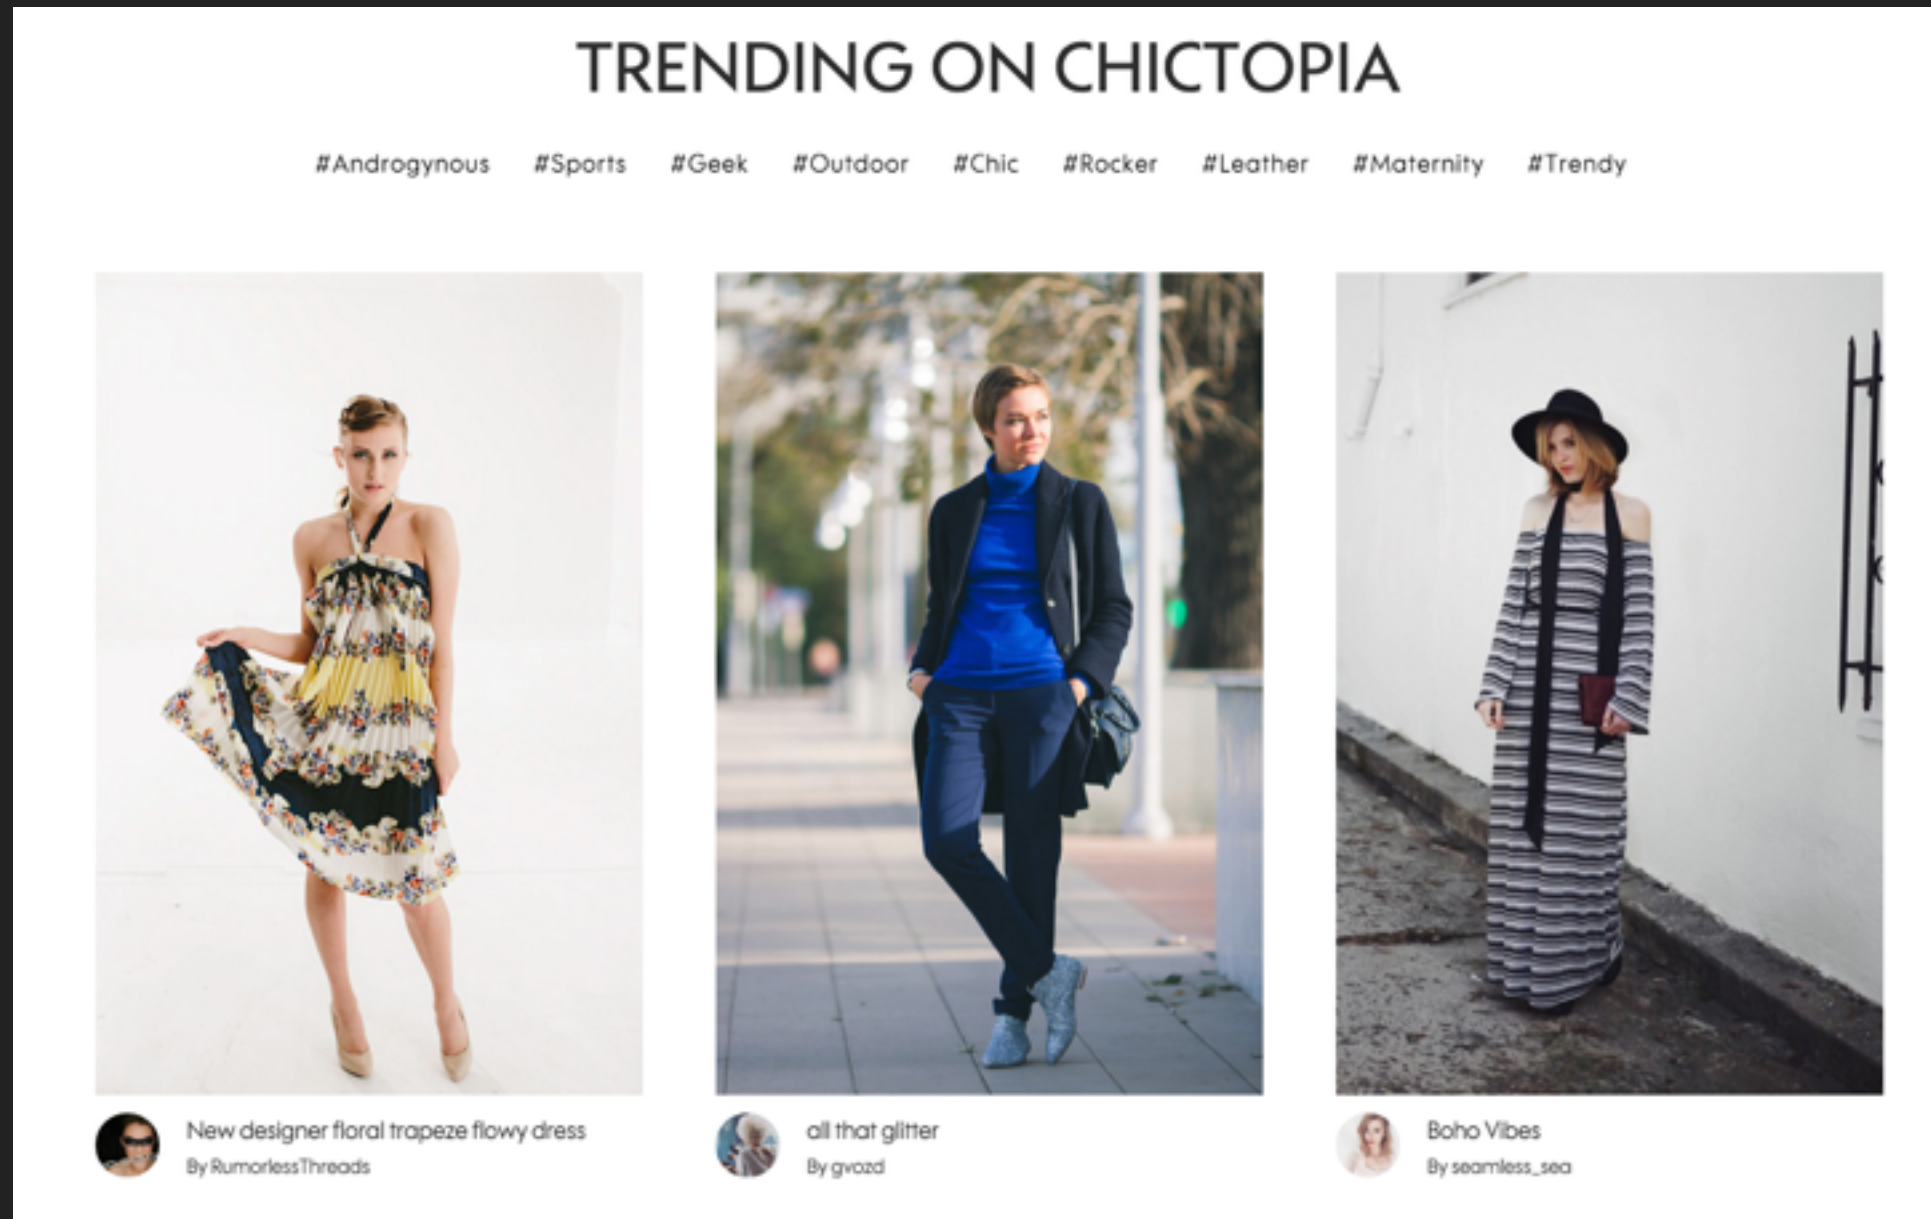 TRENDING ON CHICTOPIA
#Androgynous #Sports #Geek #Outdoor #Chic #Rocker #Leather #Maternity #Trendy
New designer floral trapeze flowy dress
By RumorlessThreads
all that glitter
By gvozd
Boho Vibes
By seamless_sea